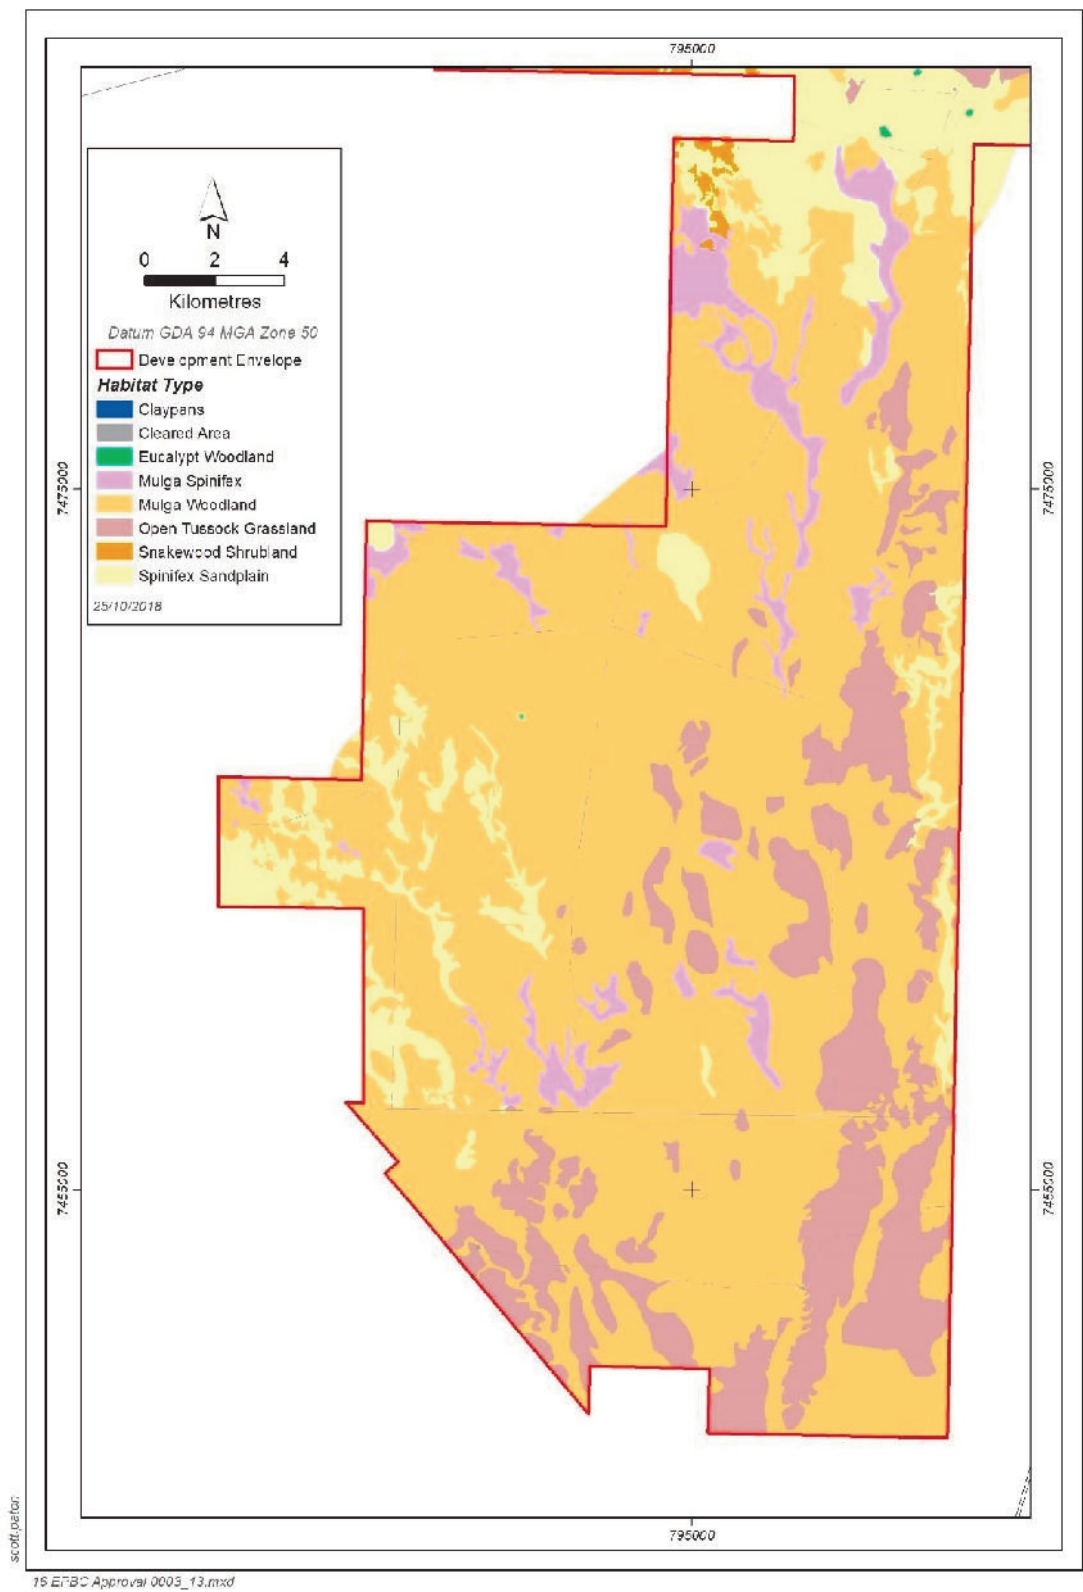 795000
N
0 2 4
Kilometres
Datum GDA 94 MGA Zone 50
Development Envelope
Habitat Type
Claypans
Cleared Area
Eucalypt Woodland
Mulga Spinifex
Mulga Woodland
Open Tussock Grassland
Snakewood Shrubland
Spinifex Sandplain
25/10/2018
7475000
7475000
7455000
7455000
795000
scott.paton
16 EPBC Approval 0003_13.mxd